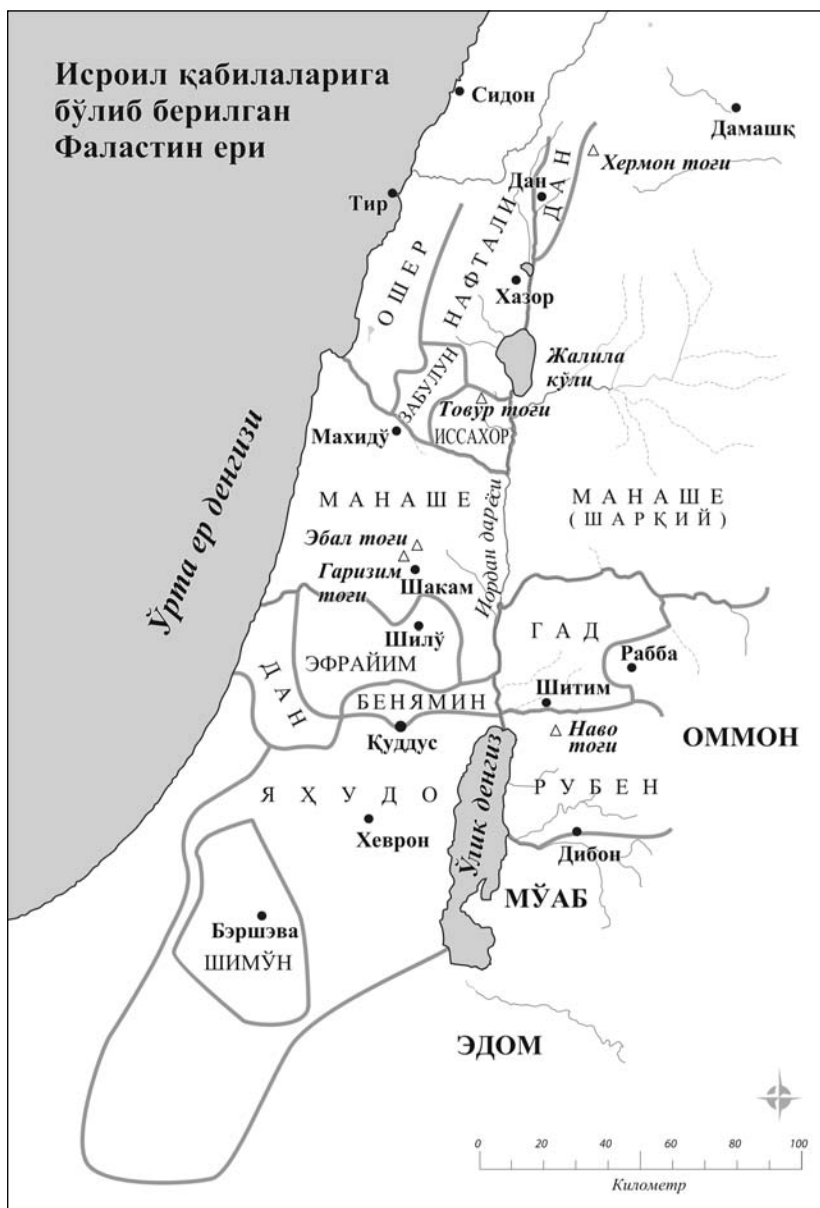 Исроил қабилаларига
бўлиб берилган
Фаластин ери
Сидон
Дамашқ
Хермон тоғи
Дан
ДАН
Тир
НАФТАЛИ
ОШЕР
Хазор
Жалила
кўли
ЗАБУЛУН
Товур тоғи
ИССАХОР
Махидў
Ўрта ер денгизи
МАНАШЕ
Иордан дарёси
МАНАШЕ
(ШАРҚИЙ)
Эбал тоғи
Гаризим
тоғи
Шакам
Шилў
ЭФРАЙИМ
ГАД
Рабба
ДАН
БЕНЯМИН
Шитим
Қуддус
Наво
тоғи
ОММОН
ЯҲУДО
Ўлик денгиз
РУБЕН
Хеврон
Дибон
МЎАБ
Бэршэва
ШИМЎН
ЭДОМ
0 20 40 60 80 100
Километр